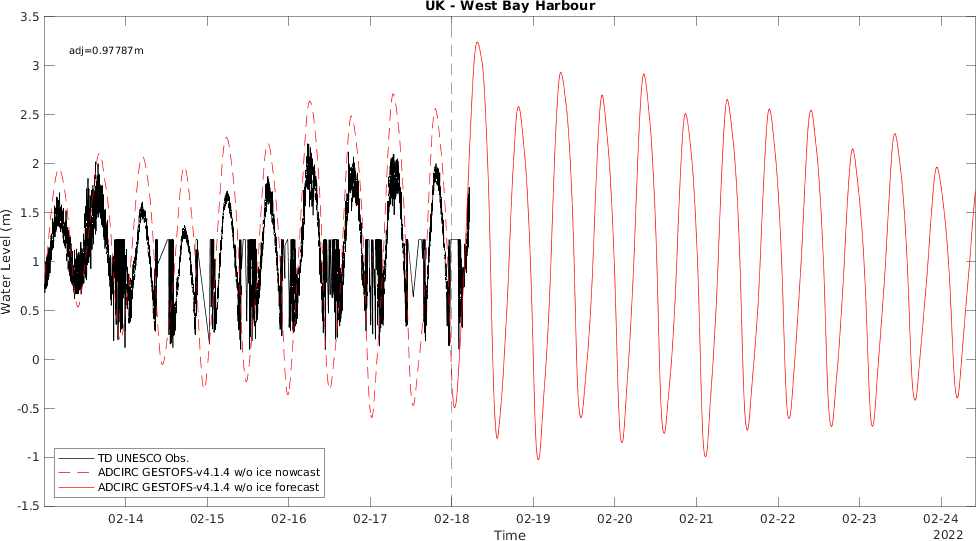 UK - West Bay Harbour
3.5
adj=0.97787m
3
2.5
2
1.5
1
0.5
0
-0.5
-1
-1.5
Water Level (m)
TD UNESCO Obs.
ADCIRC GESTOFS-v4.1.4 w/o ice nowcast
ADCIRC GESTOFS-v4.1.4 w/o ice forecast
02-14 02-15 02-16 02-17 02-18 02-19 02-20 02-21 02-22 02-23 02-24
Time
2022